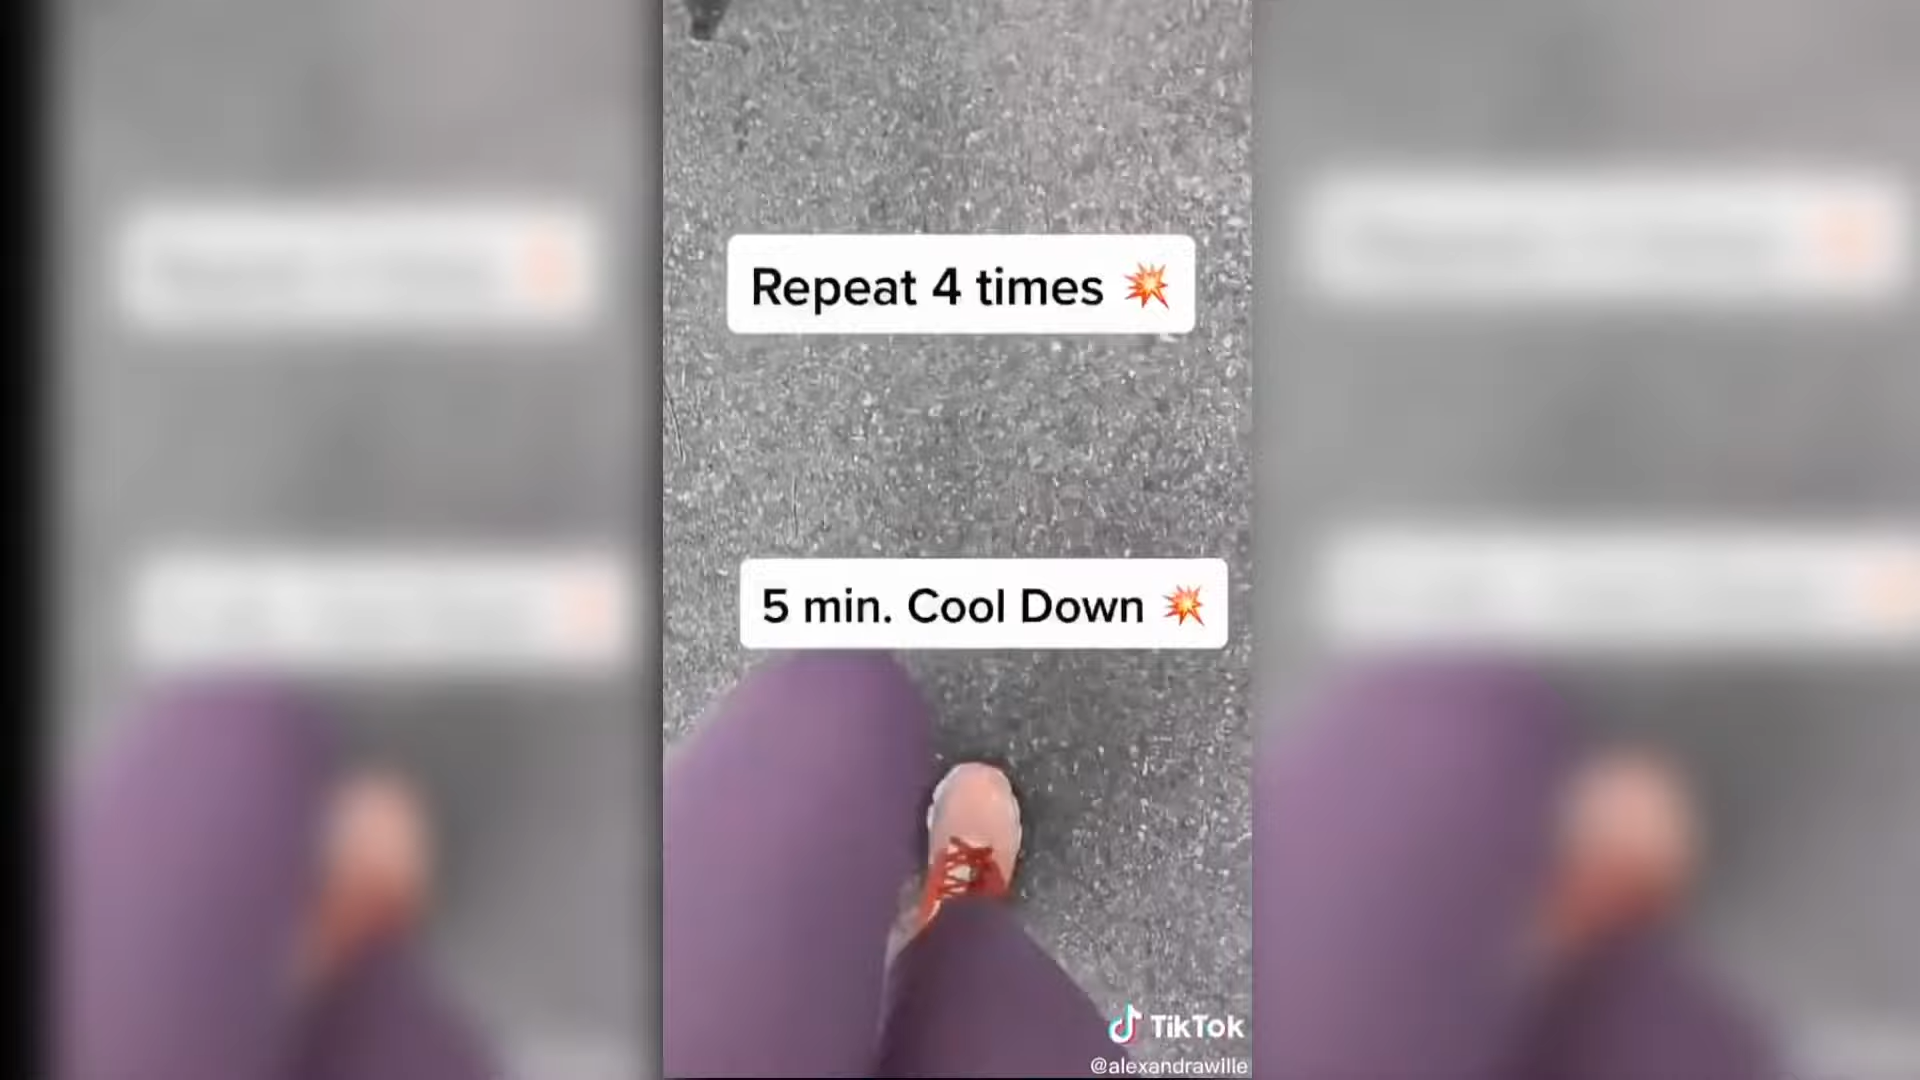 Repeat 4 times 💥
5 min. Cool Down 💥
TikTok
@alexandrawille